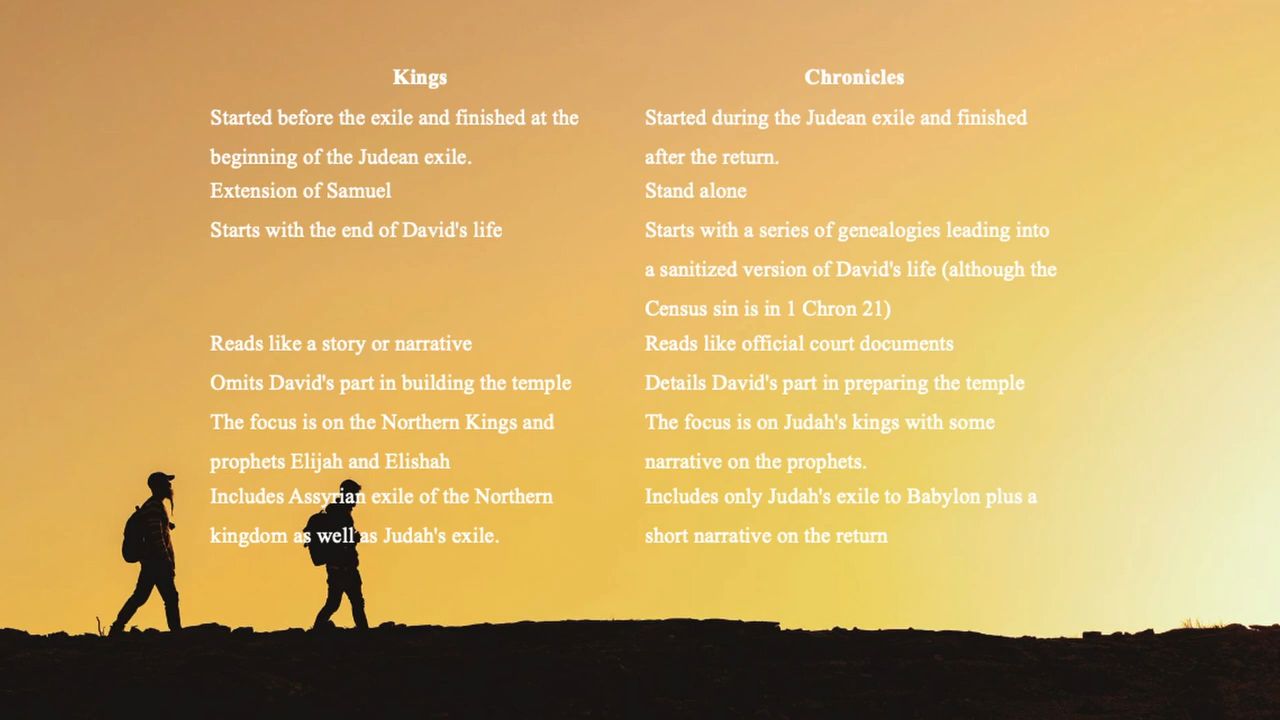 Kings
Chronicles
Started before the exile and finished at the
beginning of the Judean exile.
Started during the Judean exile and finished
after the return.
Extension of Samuel
Stand alone
Starts with the end of David's life
Starts with a series of genealogies leading into
a sanitized version of David's life (although the
Census sin is in 1 Chron 21)
Reads like a story or narrative
Reads like official court documents
Omits David's part in building the temple
Details David's part in preparing the temple
The focus is on the Northern Kings and
prophets Elijah and Elishah
The focus is on Judah's kings with some
narrative on the prophets.
Includes Assyrian exile of the Northern
kingdom as well as Judah's exile.
Includes only Judah's exile to Babylon plus a
short narrative on the return